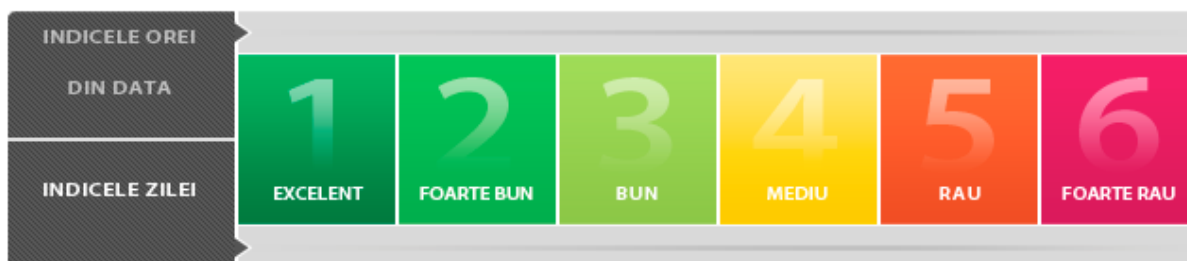 INDICELE OREI
DIN DATA
INDICELE ZILEI
1
EXCELENT
2
FOARTE BUN
3
BUN
4
MEDIU
5
RAU
6
FOARTE RAU